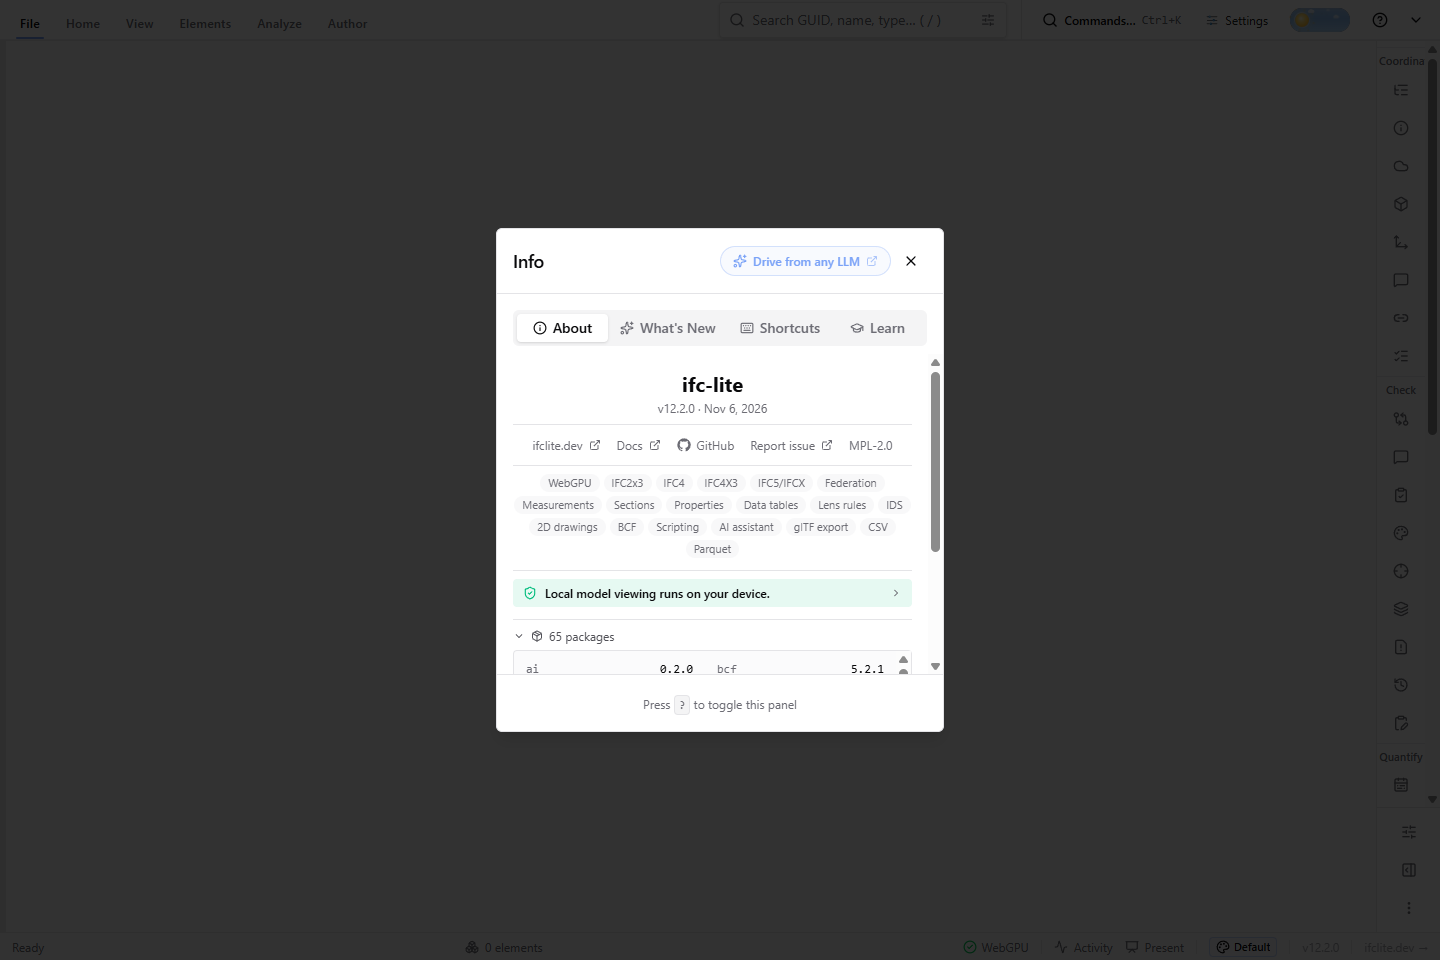 File Home View Elements Analyze Author
Search GUID, name, type... ( / )
Commands... Ctrl+K Settings
Coordina
Info
Drive from any LLM
About What's New Shortcuts Learn
ifc-lite
v12.2.0 · Nov 6, 2026
ifclite.dev Docs GitHub Report issue MPL-2.0
WebGPU IFC2x3 IFC4 IFC4X3 IFC5/IFCX Federation
Measurements Sections Properties Data tables Lens rules IDS
2D drawings BCF Scripting AI assistant glTF export CSV
Parquet
Local model viewing runs on your device.
65 packages
ai 0.2.0 bcf 5.2.1
Press ? to toggle this panel
Check
Quantify
Ready 0 elements WebGPU Activity Present Default v12.2.0 ifclite.dev →